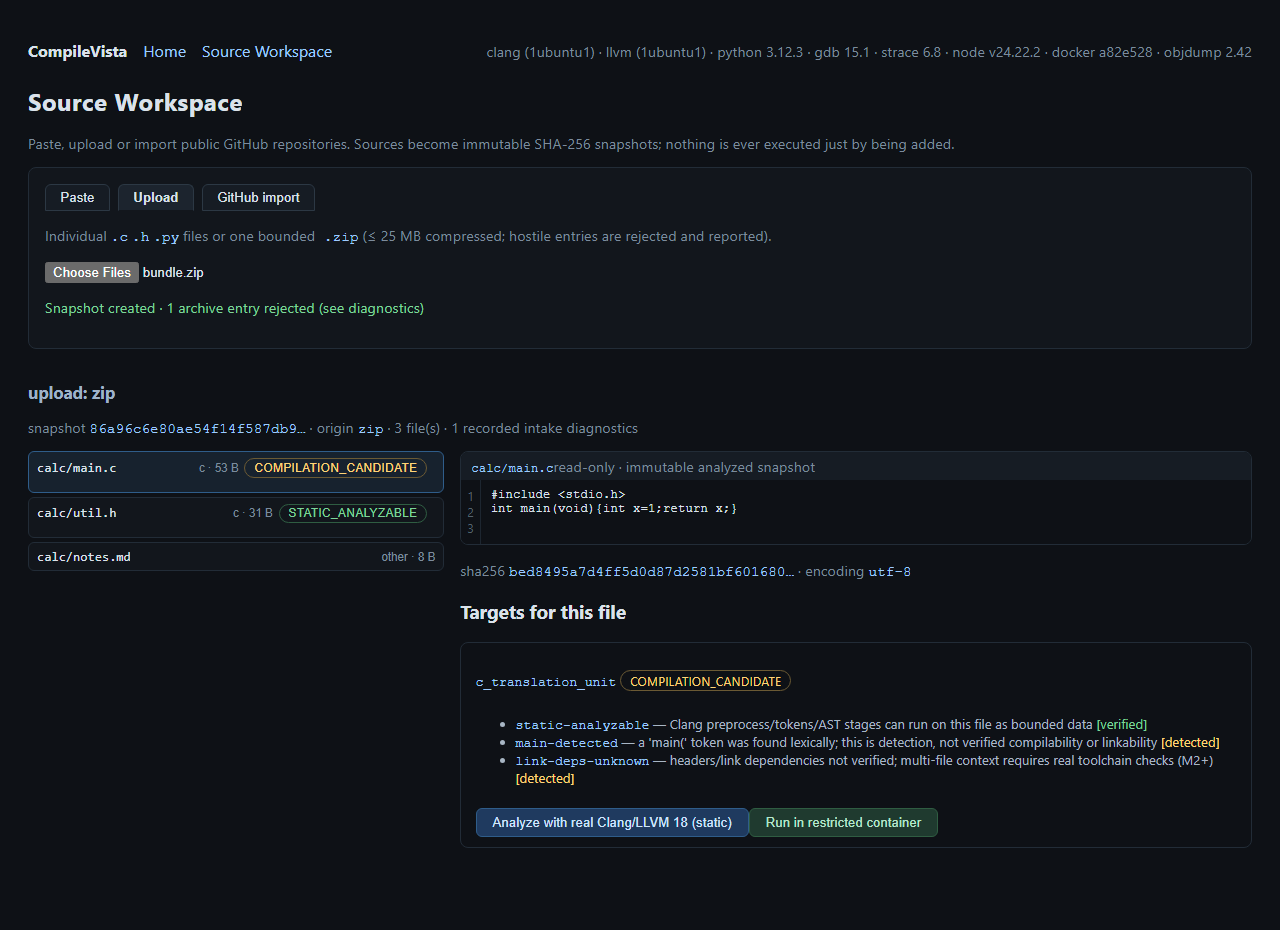 CompileVista Home Source Workspace clang (1ubuntu1) · llvm (1ubuntu1) · python 3.12.3 · gdb 15.1 · strace 6.8 · node v24.22.2 · docker a82e528 · objdump 2.42
Source Workspace
Paste, upload or import public GitHub repositories. Sources become immutable SHA-256 snapshots; nothing is ever executed just by being added.
Paste Upload GitHub import
Individual .c .h .py files or one bounded .zip (≤ 25 MB compressed; hostile entries are rejected and reported).
Choose Files bundle.zip
Snapshot created · 1 archive entry rejected (see diagnostics)
upload: zip
snapshot 86a96c6e80ae54f14f587db9… · origin zip · 3 file(s) · 1 recorded intake diagnostics
calc/main.c c · 53 B COMPILATION_CANDIDATE
calc/util.h c · 31 B STATIC_ANALYZABLE
calc/notes.md other · 8 B
calc/main.cread-only · immutable analyzed snapshot
1 #include <stdio.h>
2 int main(void){int x=1;return x;}
3
sha256 bed8495a7d4ff5d0d87d2581bf601680… · encoding utf-8
Targets for this file
c_translation_unit COMPILATION_CANDIDATE
• static-analyzable — Clang preprocess/tokens/AST stages can run on this file as bounded data [verified]
• main-detected — a 'main(' token was found lexically; this is detection, not verified compilability or linkability [detected]
• link-deps-unknown — headers/link dependencies not verified; multi-file context requires real toolchain checks (M2+)
[detected]
Analyze with real Clang/LLVM 18 (static) Run in restricted container